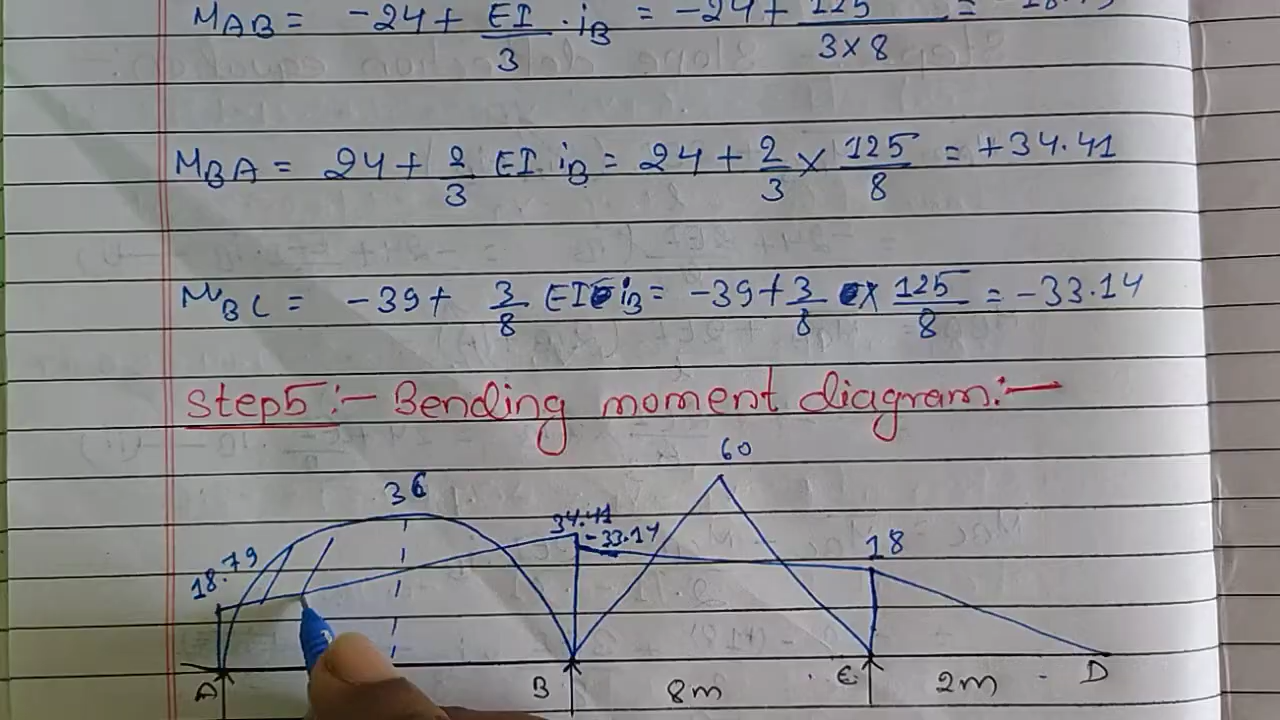 MAB = -24 + EI/3 . iB = -24 + 125/3×8 =
MBA = 24 + 2/3 EI. iB = 24 + 2/3 × 125/8 = +34.41
MBC = -39 + 3/8 EI iB = -39 + 3/8 × 125/8 = -33.14
Step5:- Bending moment diagram:-
60
36
34.41
-33.14
18
18.79
A B 8m C 2m D